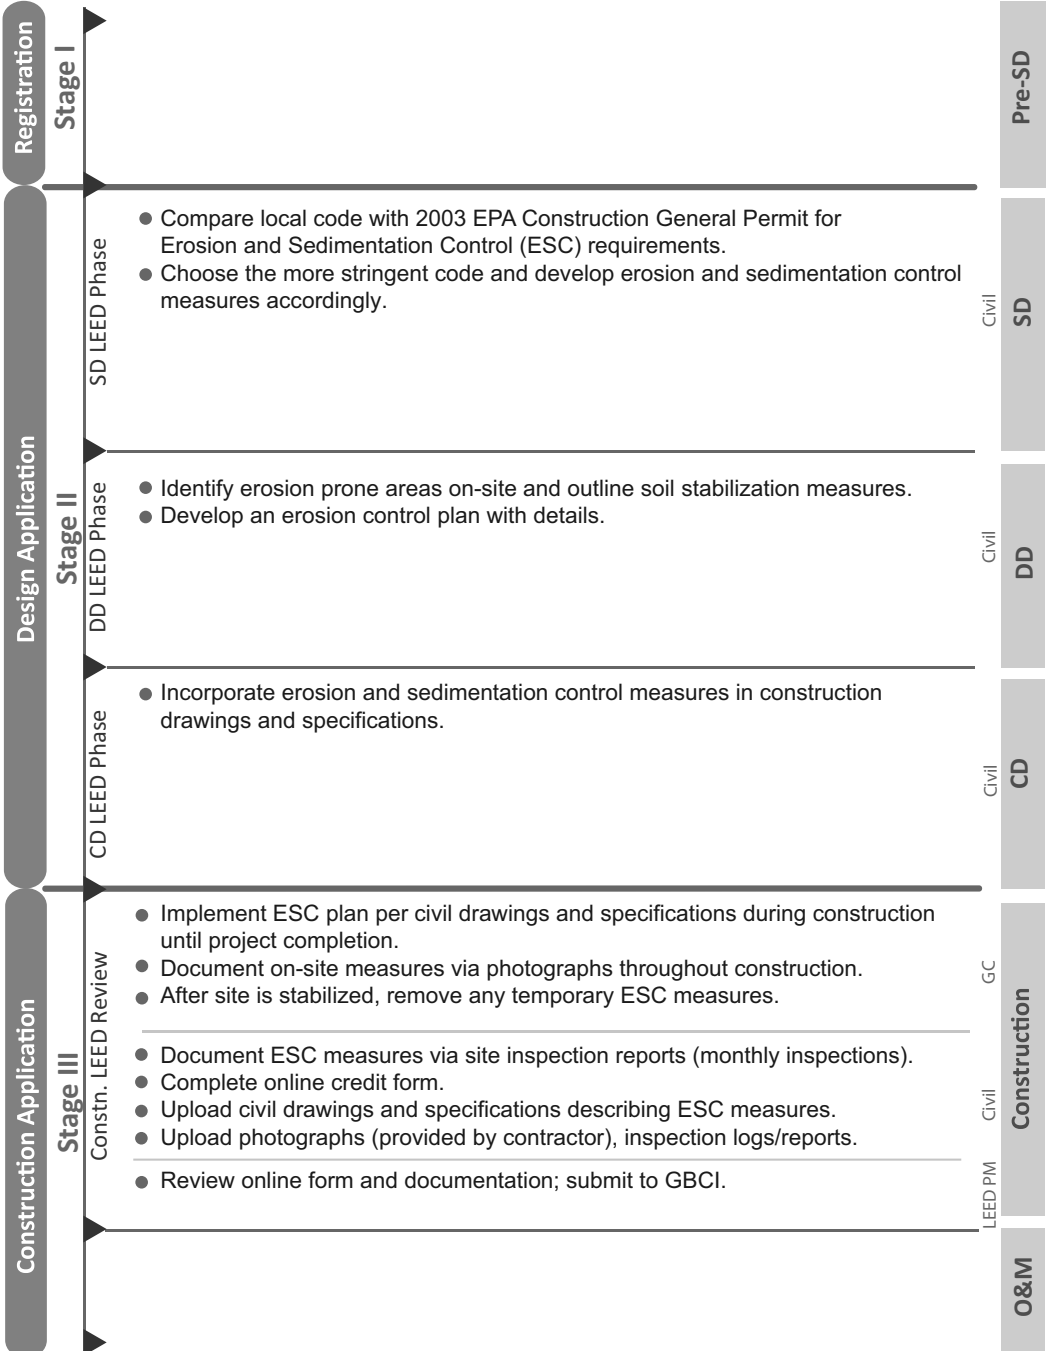 Registration
Stage I
Pre-SD
Design Application
Stage II
SD LEED Phase
● Compare local code with 2003 EPA Construction General Permit for
Erosion and Sedimentation Control (ESC) requirements.
● Choose the more stringent code and develop erosion and sedimentation control
measures accordingly.
Civil
SD
DD LEED Phase
● Identify erosion prone areas on-site and outline soil stabilization measures.
● Develop an erosion control plan with details.
Civil
DD
CD LEED Phase
● Incorporate erosion and sedimentation control measures in construction
drawings and specifications.
Civil
CD
Construction Application
Stage III
Constn. LEED Review
● Implement ESC plan per civil drawings and specifications during construction
until project completion.
● Document on-site measures via photographs throughout construction.
● After site is stabilized, remove any temporary ESC measures.
GC
Construction
● Document ESC measures via site inspection reports (monthly inspections).
● Complete online credit form.
● Upload civil drawings and specifications describing ESC measures.
● Upload photographs (provided by contractor), inspection logs/reports.
Civil
● Review online form and documentation; submit to GBCI.
LEED PM
O&M